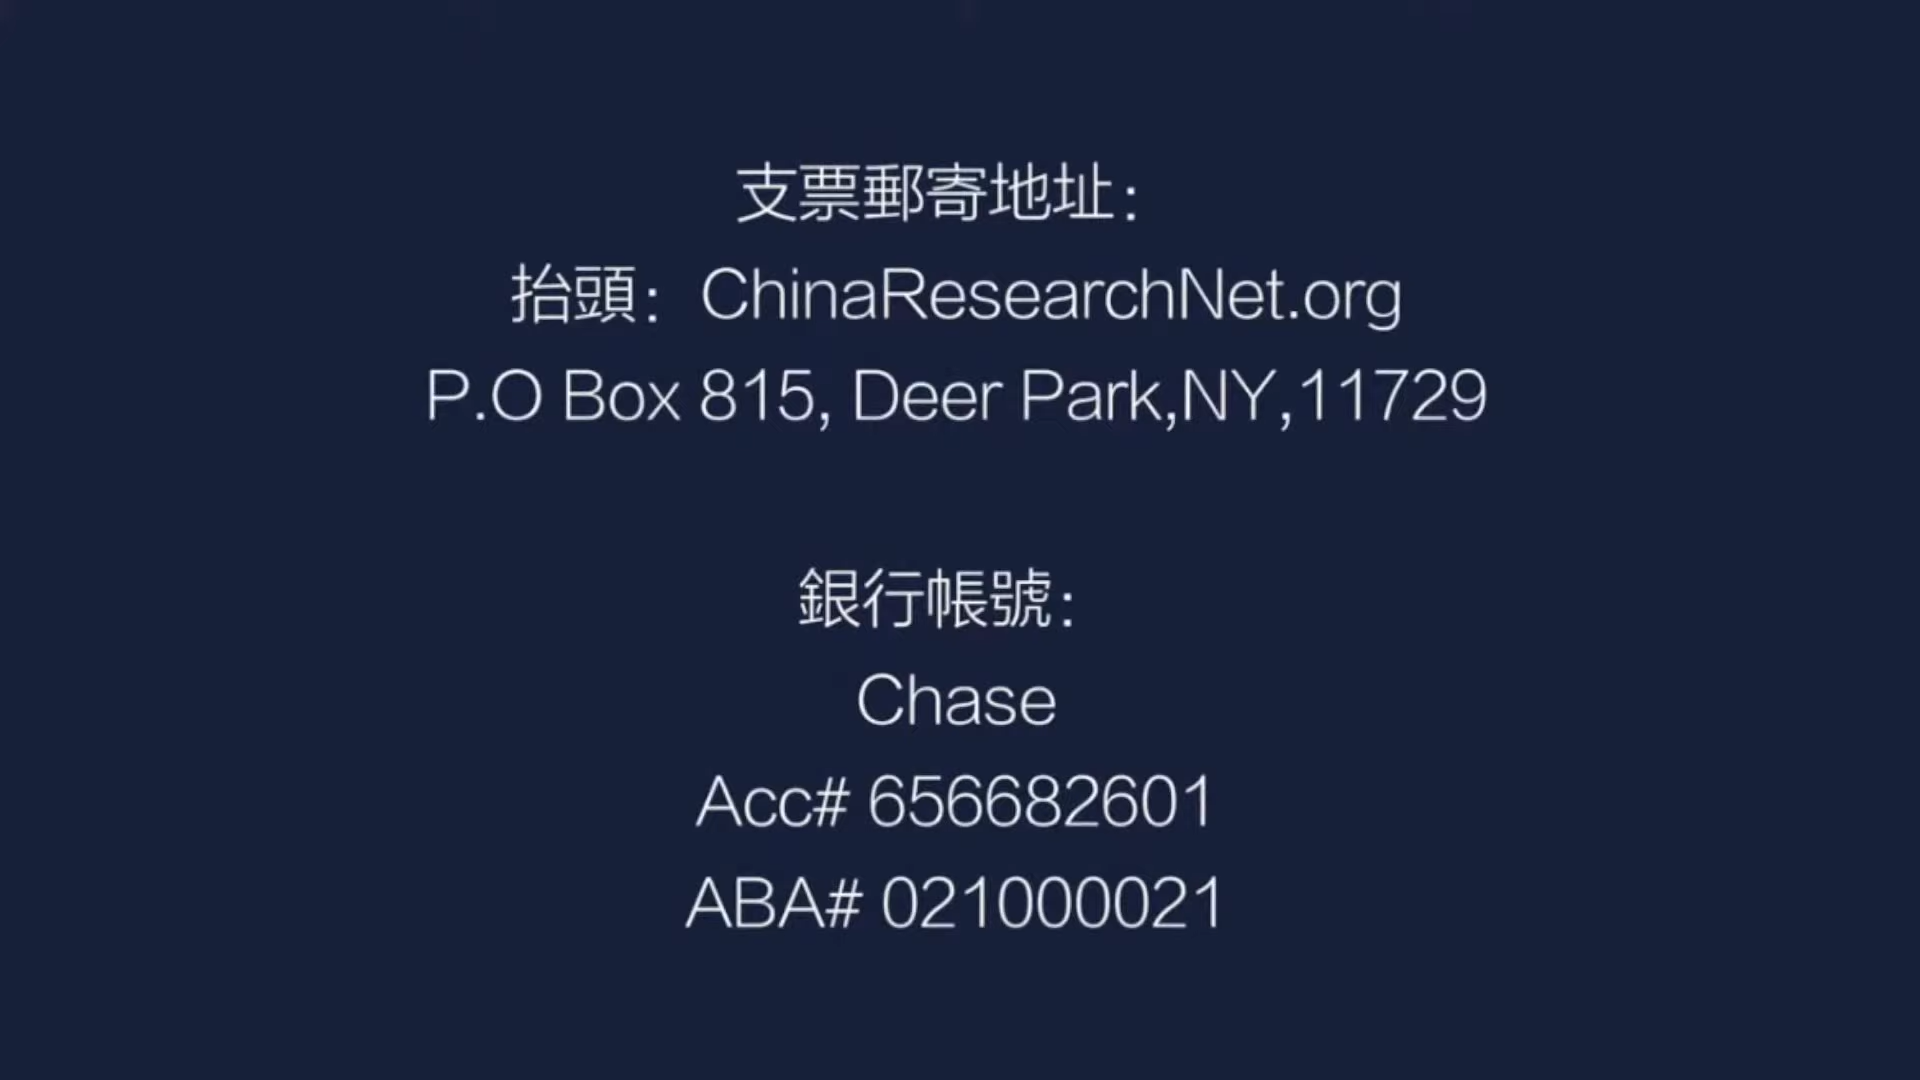 支票郵寄地址：
抬頭：ChinaResearchNet.org
P.O Box 815, Deer Park,NY,11729
銀行帳號：
Chase
Acc# 656682601
ABA# 021000021